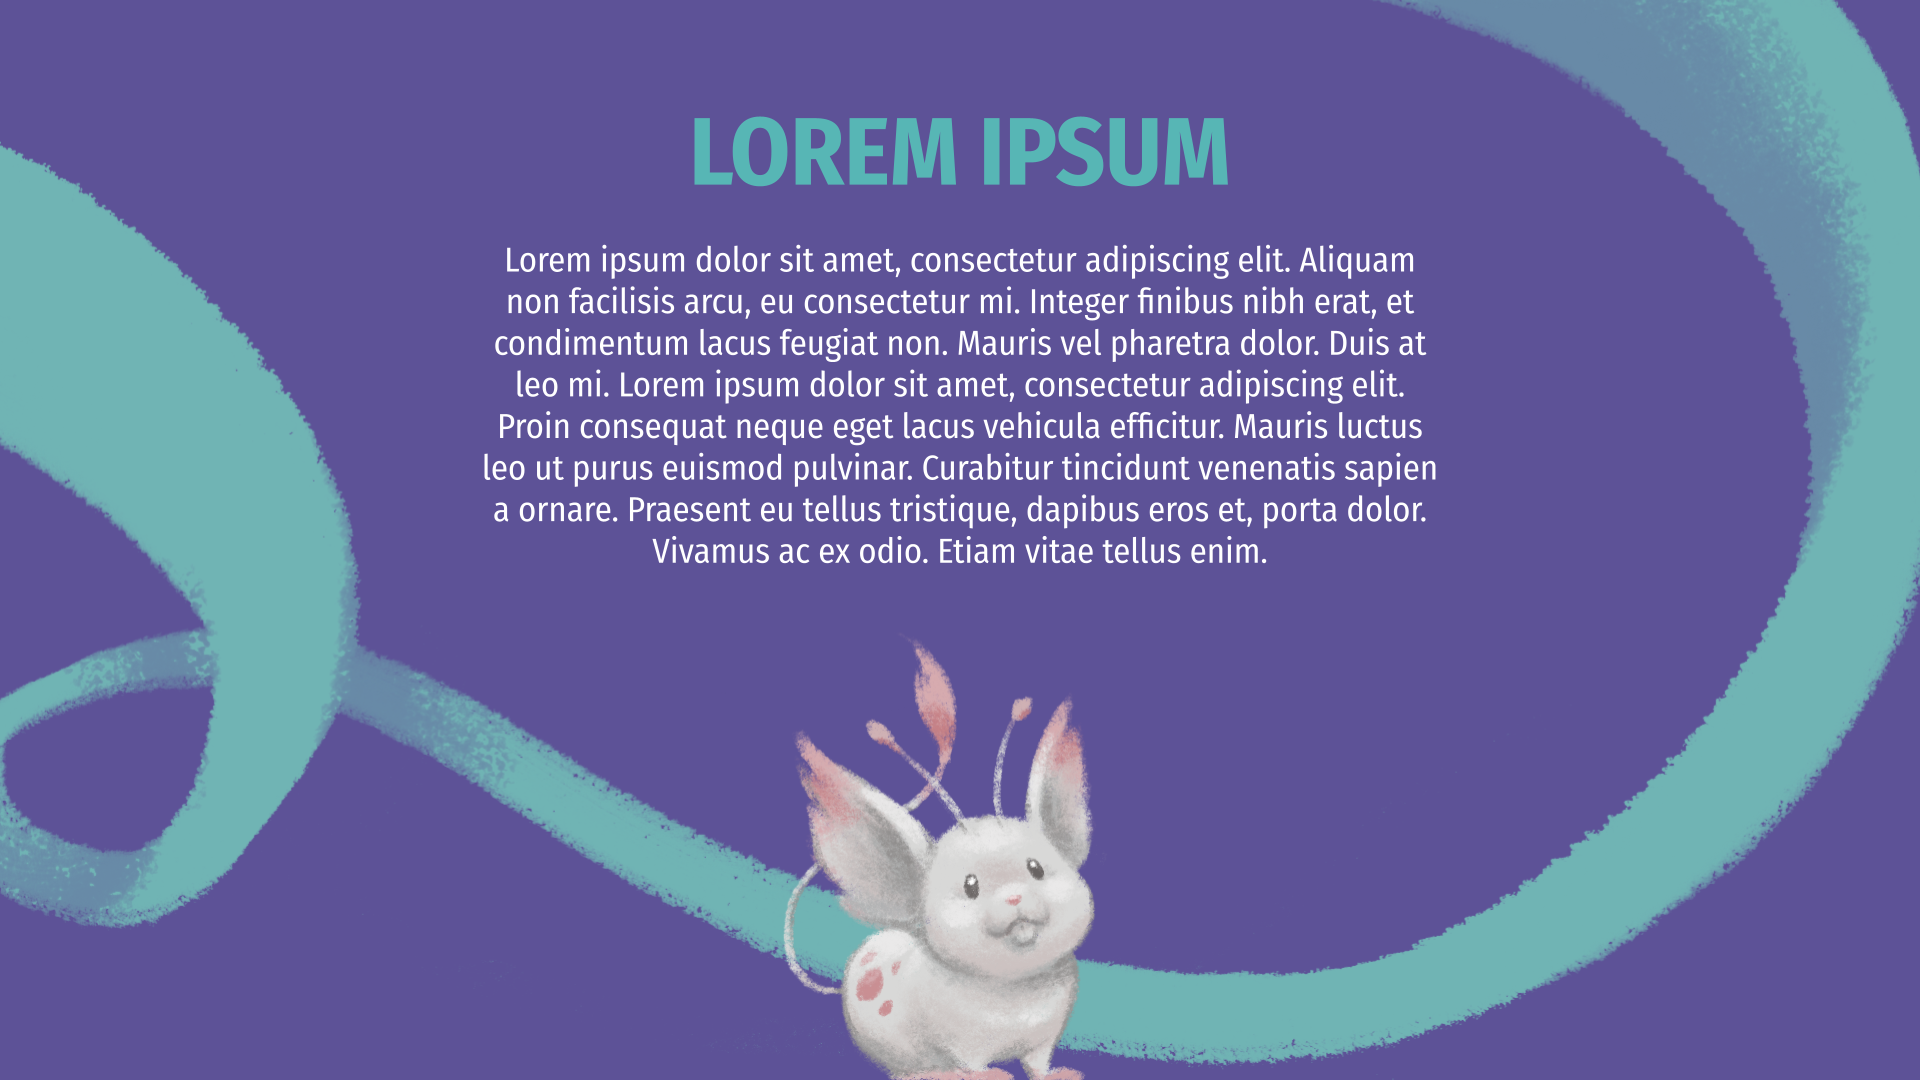 LOREM IPSUM
Lorem ipsum dolor sit amet, consectetur adipiscing elit. Aliquam
non facilisis arcu, eu consectetur mi. Integer finibus nibh erat, et
condimentum lacus feugiat non. Mauris vel pharetra dolor. Duis at
leo mi. Lorem ipsum dolor sit amet, consectetur adipiscing elit.
Proin consequat neque eget lacus vehicula efficitur. Mauris luctus
leo ut purus euismod pulvinar. Curabitur tincidunt venenatis sapien
a ornare. Praesent eu tellus tristique, dapibus eros et, porta dolor.
Vivamus ac ex odio. Etiam vitae tellus enim.